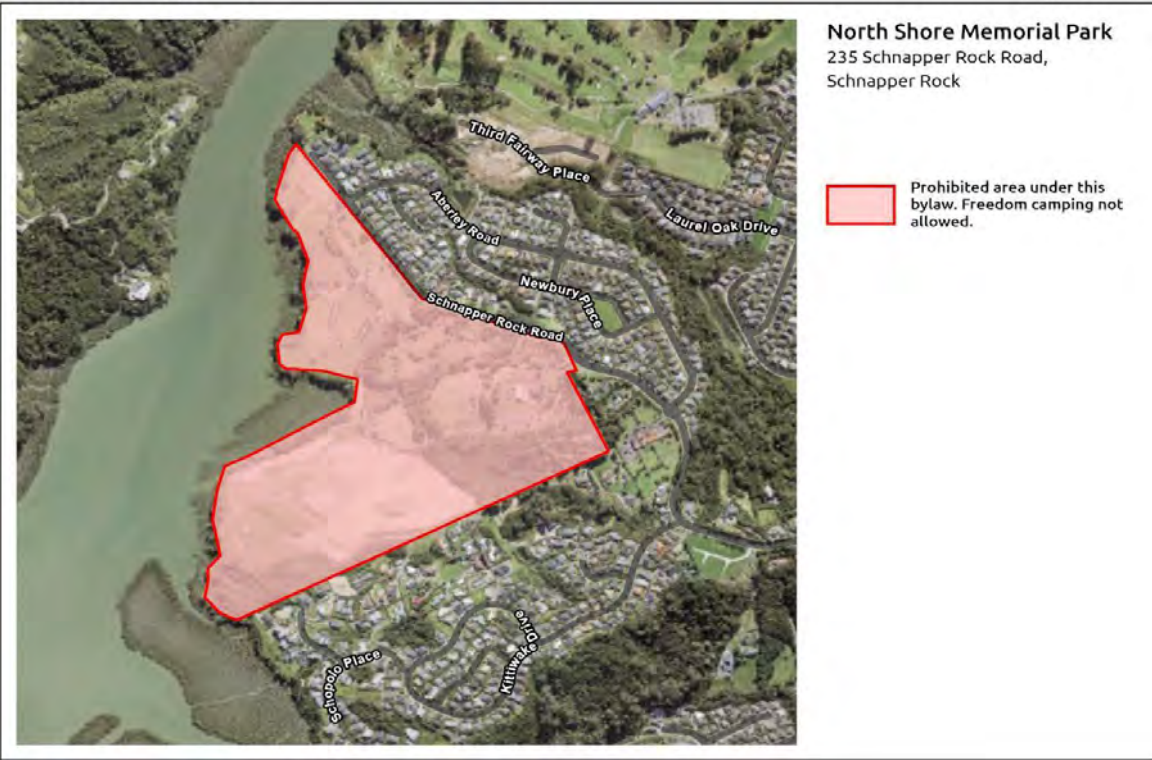 North Shore Memorial Park
235 Schnapper Rock Road,
Schnapper Rock
Prohibited area under this
bylaw. Freedom camping not
allowed.
Third Fairway Place
Laurel Oak Drive
Aberley Road
Newbury Place
Schnapper Rock Road
Kittiwake Drive
Schopolo Place